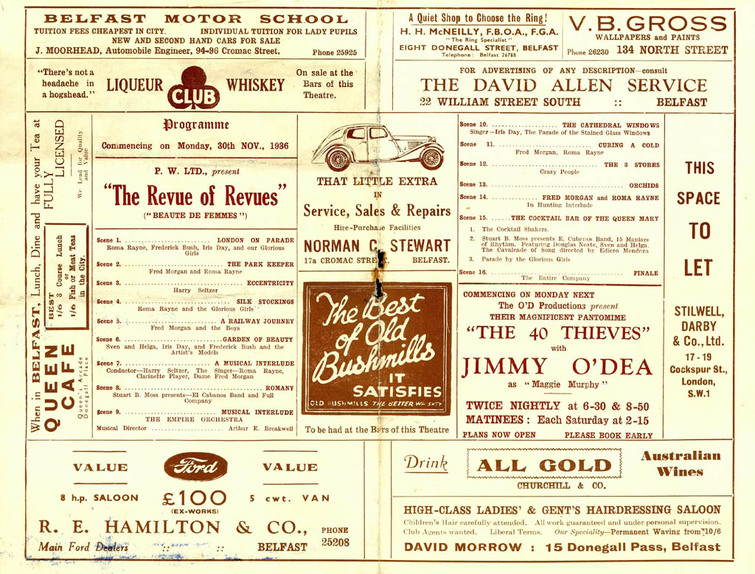 BELFAST MOTOR SCHOOL
TUITION FEES CHEAPEST IN CITY. INDIVIDUAL TUITION FOR LADY PUPILS
NEW AND SECOND HAND CARS FOR SALE
J. MOORHEAD, Automobile Engineer, 94-96 Cromac Street. Phone 25925
A Quiet Shop to Choose the Ring!
H. H. McNEILLY, F.B.O.A., F.G.A.
"The Ring Specialist"
EIGHT DONEGALL STREET, BELFAST
Telephone: Belfast 26788
V. B. GROSS
WALLPAPERS and PAINTS
Phone 26230 134 NORTH STREET
"There's not a
headache in
a hogshead."
LIQUEUR CLUB WHISKEY
On sale at the
Bars of this
Theatre.
FOR ADVERTISING OF ANY DESCRIPTION—consult
THE DAVID ALLEN SERVICE
22 WILLIAM STREET SOUTH :: BELFAST
When in BELFAST, Lunch, Dine and have your Tea at
QUEEN CAFE
Queen's Arcade
Donegall Place
BEST
1/6 3 Course Lunch
or
1/6 Fish or Meat Teas
in the City.
FULLY LICENSED
We Lead for Quality
and Value
Programme
Commencing on Monday, 30th NOV., 1936
P. W. LTD., present
"The Revue of Revues"
("BEAUTE DE FEMMES")
Scene 1. LONDON ON PARADE
Roma Rayne, Frederick Bush, Iris Day, and our Glorious
Girls
Scene 2. THE PARK KEEPER
Fred Morgan and Roma Rayne
Scene 3. ECCENTRICITY
Harry Seltzer
Scene 4. SILK STOCKINGS
Roma Rayne and the Glorious Girls
Scene 5. A RAILWAY JOURNEY
Fred Morgan and the Boys
Scene 6. GARDEN OF BEAUTY
Sven and Helga, Iris Day, and Frederick Bush and the
Artist's Models
Scene 7. A MUSICAL INTERLUDE
Conductor—Harry Seltzer, The Singer—Roma Rayne,
Clarinette Player, Dame Fred Morgan
Scene 8. ROMANY
Stuart B. Moss presents—El Cabanos Band and Full
Company
Scene 9. MUSICAL INTERLUDE
THE EMPIRE ORCHESTRA
Musical Director Arthur E. Breakwell
THAT LITTLE EXTRA
IN
Service, Sales & Repairs
Hire-Purchase Facilities
NORMAN C. STEWART
17a CROMAC STREET, BELFAST.
The Best
of Old
Bushmills
IT
SATISFIES
OLD BUSHMILLS THE BETTER WHISKY
To be had at the Bars of this Theatre
Scene 10. THE CATHEDRAL WINDOWS
Singer—Iris Day, The Parade of the Stained Glass Windows
Scene 11. CURING A COLD
Fred Morgan, Roma Rayne
Scene 12. THE 3 STORES
Crazy People
Scene 13. ORCHIDS
Scene 14. FRED MORGAN and ROMA RAYNE
In Hunting Interlude
Scene 15. THE COCKTAIL BAR OF THE QUEEN MARY
1. The Cocktail Shakers.
2. Stuart B. Moss presents E. Cabanos Band, 15 Maniacs
of Rhythm. Featuring Douglas Neate, Sven and Helga.
The Cavalcade of Song directed by Ediers Mendoza
3. Parade by the Glorious Girls
Scene 16. FINALE
The Entire Company
COMMENCING ON MONDAY NEXT
The O'D Productions present
THEIR MAGNIFICENT PANTOMIME
"THE 40 THIEVES"
with
JIMMY O'DEA
as "Maggie Murphy"
TWICE NIGHTLY at 6-30 & 8-50
MATINEES : Each Saturday at 2-15
PLANS NOW OPEN PLEASE BOOK EARLY
THIS
SPACE
TO
LET
STILWELL,
DARBY
& Co., Ltd.
17-19
Cockspur St.,
London,
S.W.1
VALUE Ford VALUE
8 h.p. SALOON £100 5 cwt. VAN
(EX-WORKS)
R. E. HAMILTON & CO., PHONE
25208
Main Ford Dealers :: :: BELFAST
Drink ALL GOLD Australian
Wines
CHURCHILL & CO.
HIGH-CLASS LADIES' & GENT'S HAIRDRESSING SALOON
Children's Hair carefully attended. All work guaranteed and under personal supervision.
Club Agents wanted. Liberal Terms. Our Speciality—Permanent Waving from 10/6
DAVID MORROW : 15 Donegall Pass, Belfast